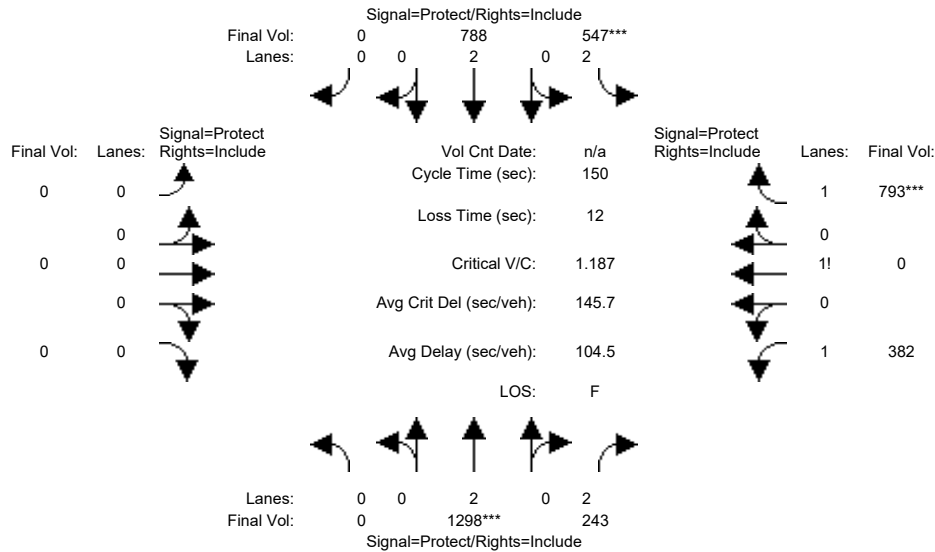 Signal=Protect/Rights=Include
Final Vol: 0 788 547***
Lanes: 0 0 2 0 2
Signal=Protect Signal=Protect
Final Vol: Lanes: Rights=Include Vol Cnt Date: n/a Rights=Include Lanes: Final Vol:
Cycle Time (sec): 150
0 0 1 793***
Loss Time (sec): 12
0 0
0 0 Critical V/C: 1.187 1! 0
0 Avg Crit Del (sec/veh): 145.7 0
0 0 Avg Delay (sec/veh): 104.5 1 382
LOS: F
Lanes: 0 0 2 0 2
Final Vol: 0 1298*** 243
Signal=Protect/Rights=Include